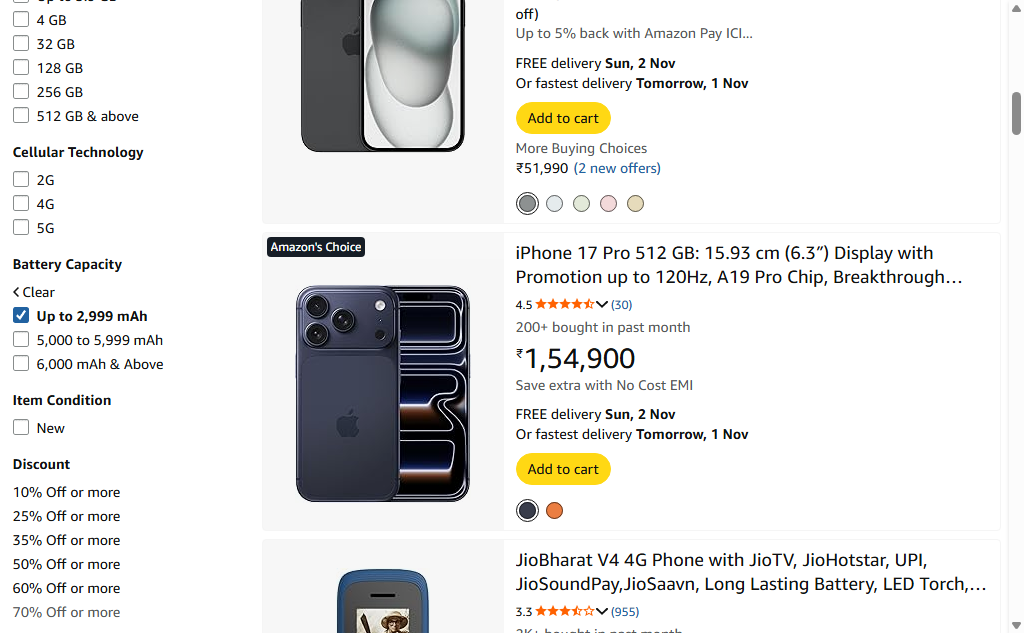 4 GB
32 GB
128 GB
256 GB
512 GB & above
Cellular Technology
2G
4G
5G
Battery Capacity
Clear
Up to 2,999 mAh
5,000 to 5,999 mAh
6,000 mAh & Above
Item Condition
New
Discount
10% Off or more
25% Off or more
35% Off or more
50% Off or more
60% Off or more
70% Off or more
off)
Up to 5% back with Amazon Pay ICI…
FREE delivery Sun, 2 Nov
Or fastest delivery Tomorrow, 1 Nov
Add to cart
More Buying Choices
₹51,990 (2 new offers)
Amazon's Choice
iPhone 17 Pro 512 GB: 15.93 cm (6.3″) Display with
Promotion up to 120Hz, A19 Pro Chip, Breakthrough…
4.5 (30)
200+ bought in past month
₹1,54,900
Save extra with No Cost EMI
FREE delivery Sun, 2 Nov
Or fastest delivery Tomorrow, 1 Nov
Add to cart
JioBharat V4 4G Phone with JioTV, JioHotstar, UPI,
JioSoundPay,JioSaavn, Long Lasting Battery, LED Torch,…
3.3 (955)
2K+ bought in past month